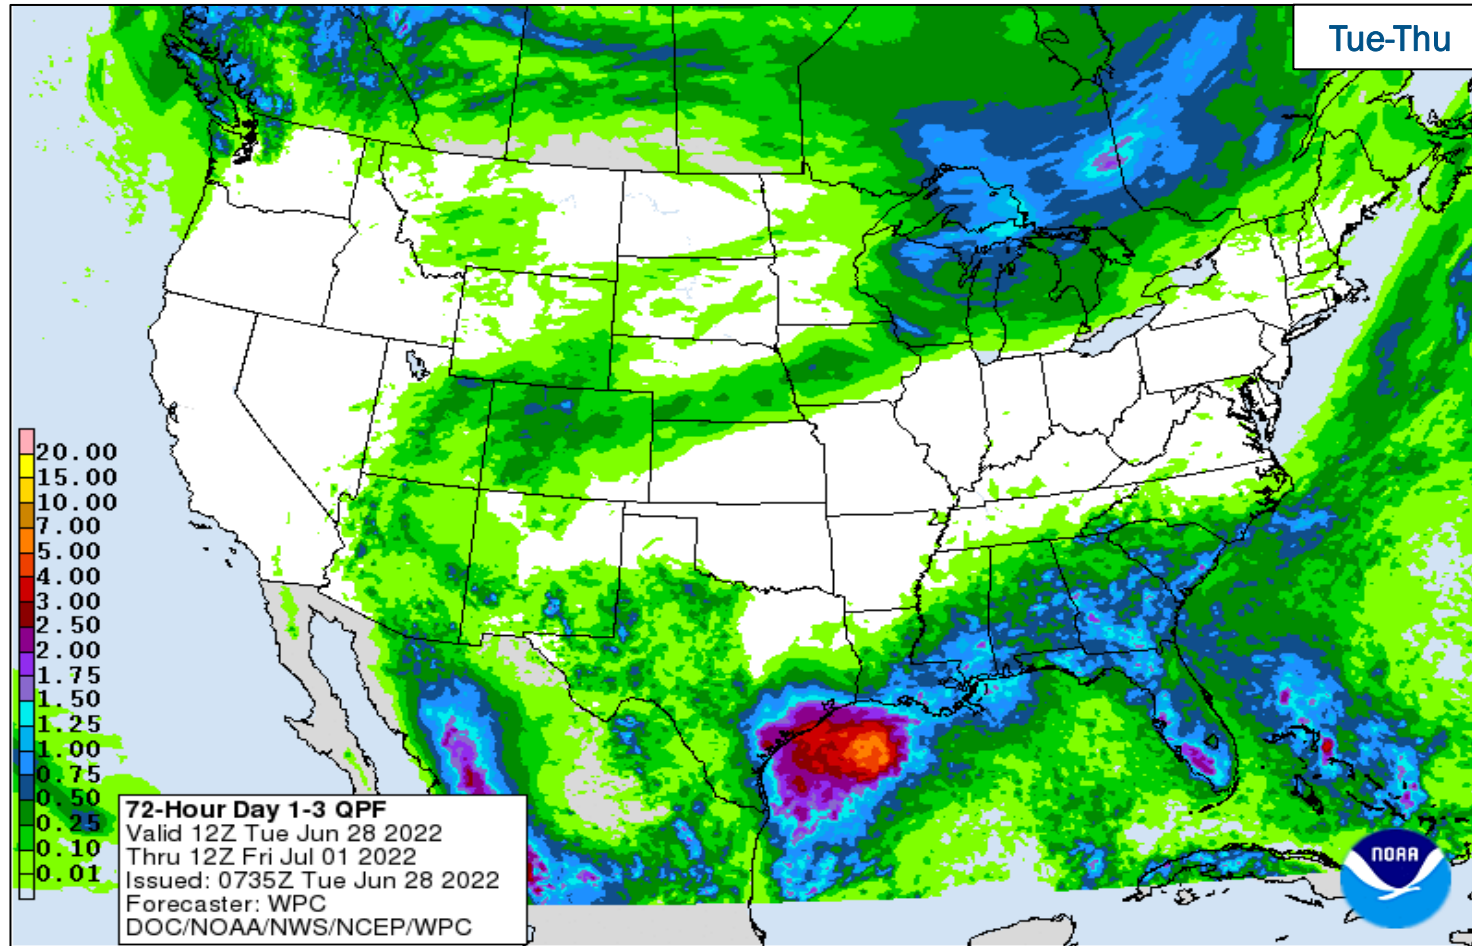 Tue-Thu
20.00
15.00
10.00
7.00
5.00
4.00
3.00
2.50
2.00
1.75
1.50
1.25
1.00
0.75
0.50
0.25
0.10
0.01
72-Hour Day 1-3 QPF
Valid 12Z Tue Jun 28 2022
Thru 12Z Fri Jul 01 2022
Issued: 0735Z Tue Jun 28 2022
Forecaster: WPC
DOC/NOAA/NWS/NCEP/WPC
NOAA